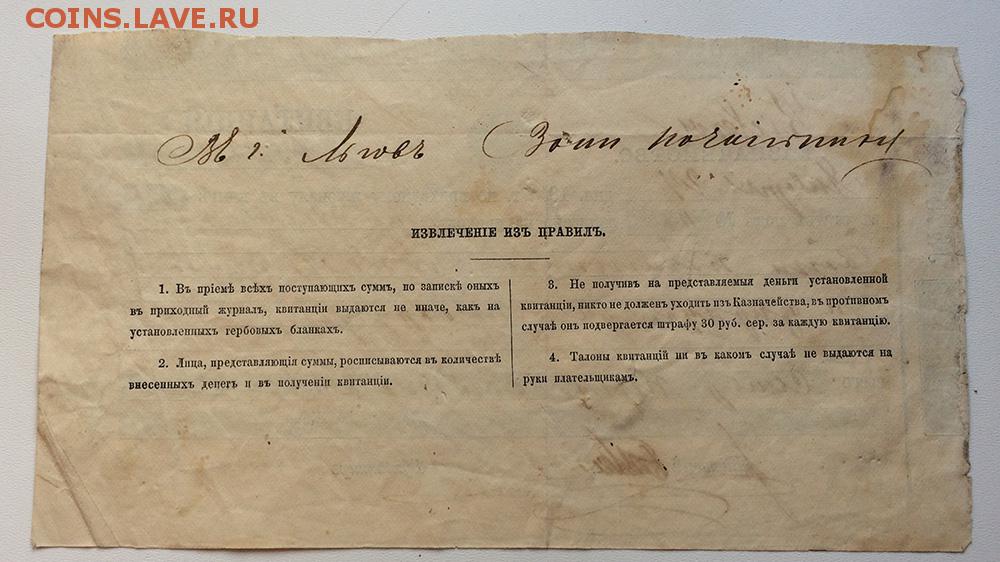 COINS.LAVE.RU
ИЗВЛЕЧЕНІЕ ИЗЪ ПРАВИЛЪ.
1. Въ пріемѣ всѣхъ поступающихъ суммъ, по запискѣ оныхъ
въ приходный журналъ, квитанціи выдаются не иначе, какъ на
установленныхъ гербовыхъ бланкахъ.
2. Лица, представляющія суммы, росписываются въ количествѣ
внесенныхъ денегъ и въ полученіи квитанціи.
3. Не получивъ на представляемыя деньги установленной
квитанціи, никто не долженъ уходить изъ Казначейства, въ противномъ
случаѣ онъ подвергается штрафу 30 руб. сер. за каждую квитанцію.
4. Талоны квитанцій ни въ какомъ случаѣ не выдаются на
руки плательщикамъ.
COINS.LAVE.RU